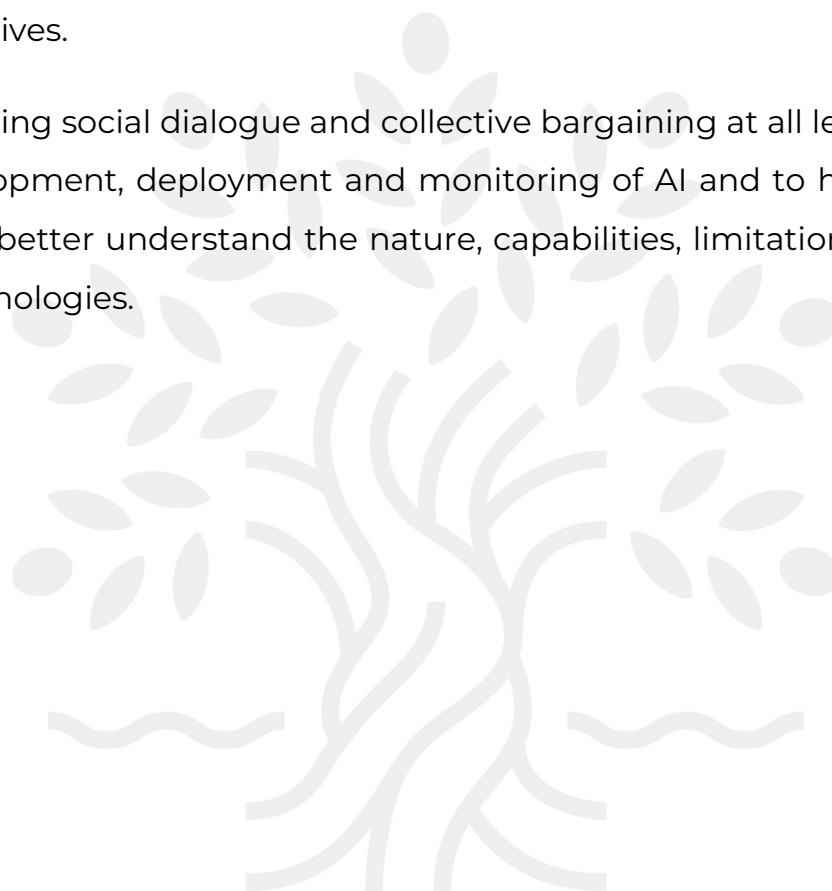 ives.
ing social dialogue and collective bargaining at all le
opment, deployment and monitoring of AI and to h
better understand the nature, capabilities, limitation
nologies.